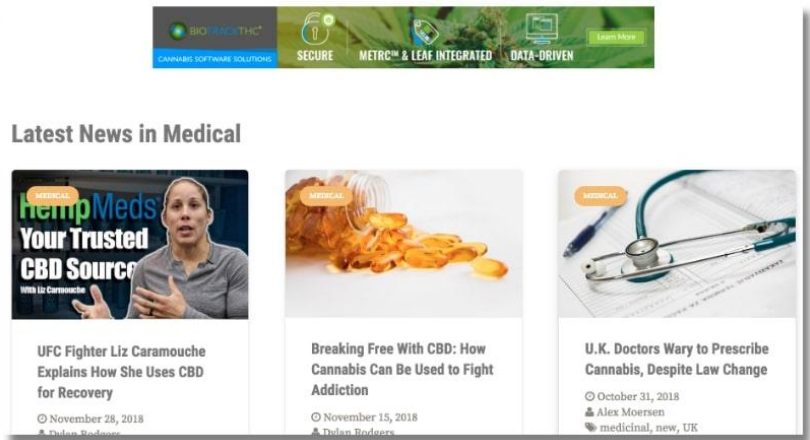 BIOTRACKTHC
CANNABIS SOFTWARE SOLUTIONS
SECURE
METRC℠ & LEAF INTEGRATED
DATA-DRIVEN
Learn More
Latest News in Medical
MEDICAL
HempMeds
Your Trusted
CBD Source
With Liz Carmouche
UFC Fighter Liz Caramouche
Explains How She Uses CBD
for Recovery
November 28, 2018
Dylan Rodgers
MEDICAL
Breaking Free With CBD: How
Cannabis Can Be Used to Fight
Addiction
November 15, 2018
Dylan Rodgers
MEDICAL
U.K. Doctors Wary to Prescribe
Cannabis, Despite Law Change
October 31, 2018
Alex Moersen
medicinal, new, UK